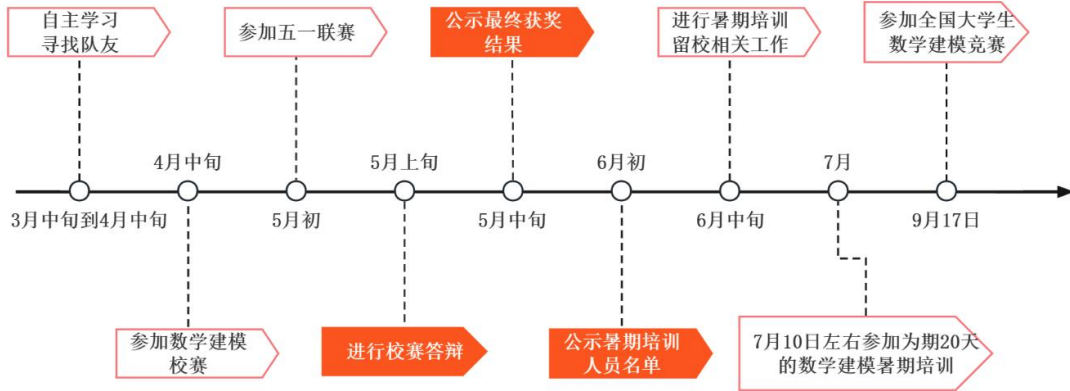 自主学习
寻找队友
参加五一联赛
公示最终获奖
结果
进行暑期培训
留校相关工作
参加全国大学生
数学建模竞赛
4月中旬
5月上旬
6月初
7月
3月中旬到4月中旬
5月初
5月中旬
6月中旬
9月17日
参加数学建模
校赛
进行校赛答辩
公示暑期培训
人员名单
7月10日左右参加为期20天
的数学建模暑期培训